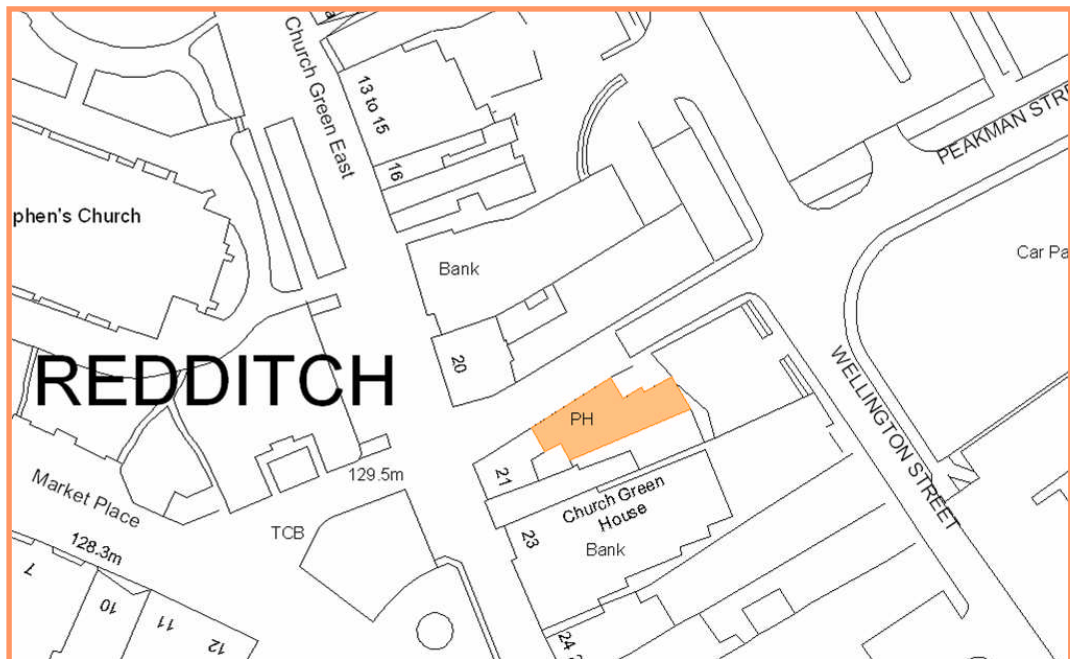 Church Green East
13 to 15
16
PEAKMAN STRE
phen's Church
Bank
Car Pa
20
REDDITCH
WELLINGTON STREET
PH
21
129.5m
Market Place
Church Green
House
TCB
23
Bank
128.3m
7
10
11
12
24